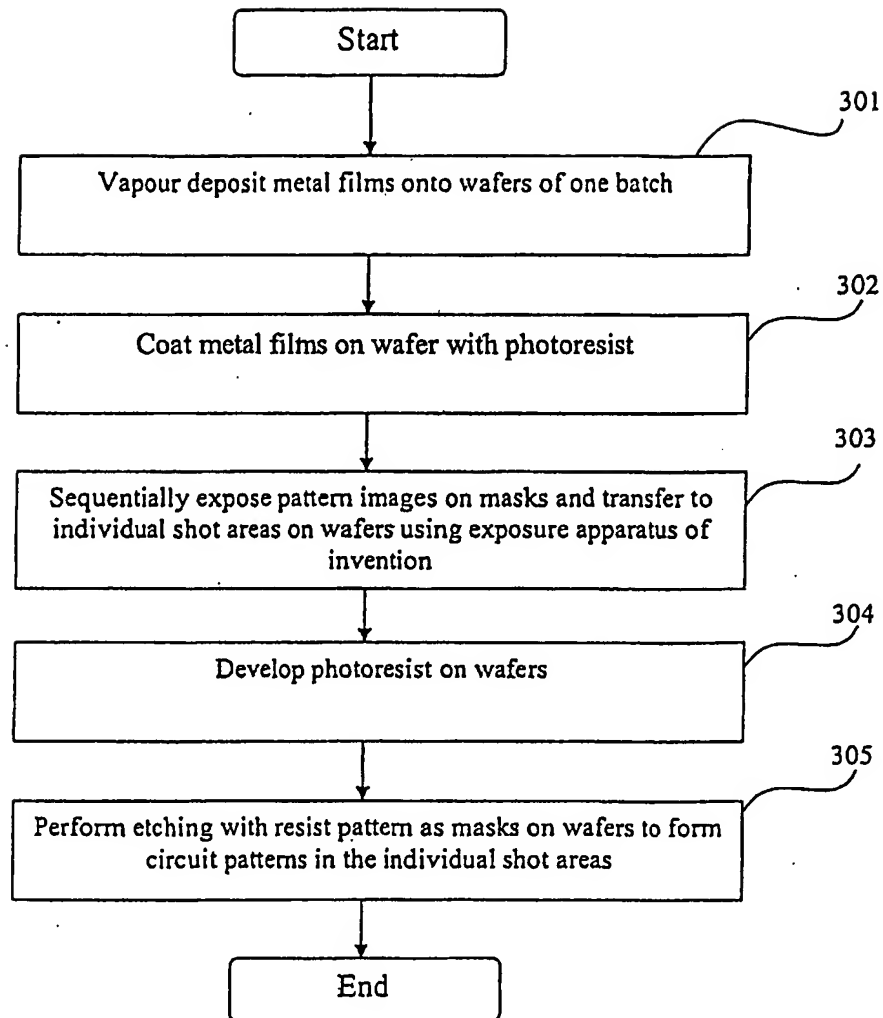 Start
301
Vapour deposit metal films onto wafers of one batch
302
Coat metal films on wafer with photoresist
303
Sequentially expose pattern images on masks and transfer to
individual shot areas on wafers using exposure apparatus of
invention
304
Develop photoresist on wafers
305
Perform etching with resist pattern as masks on wafers to form
circuit patterns in the individual shot areas
End